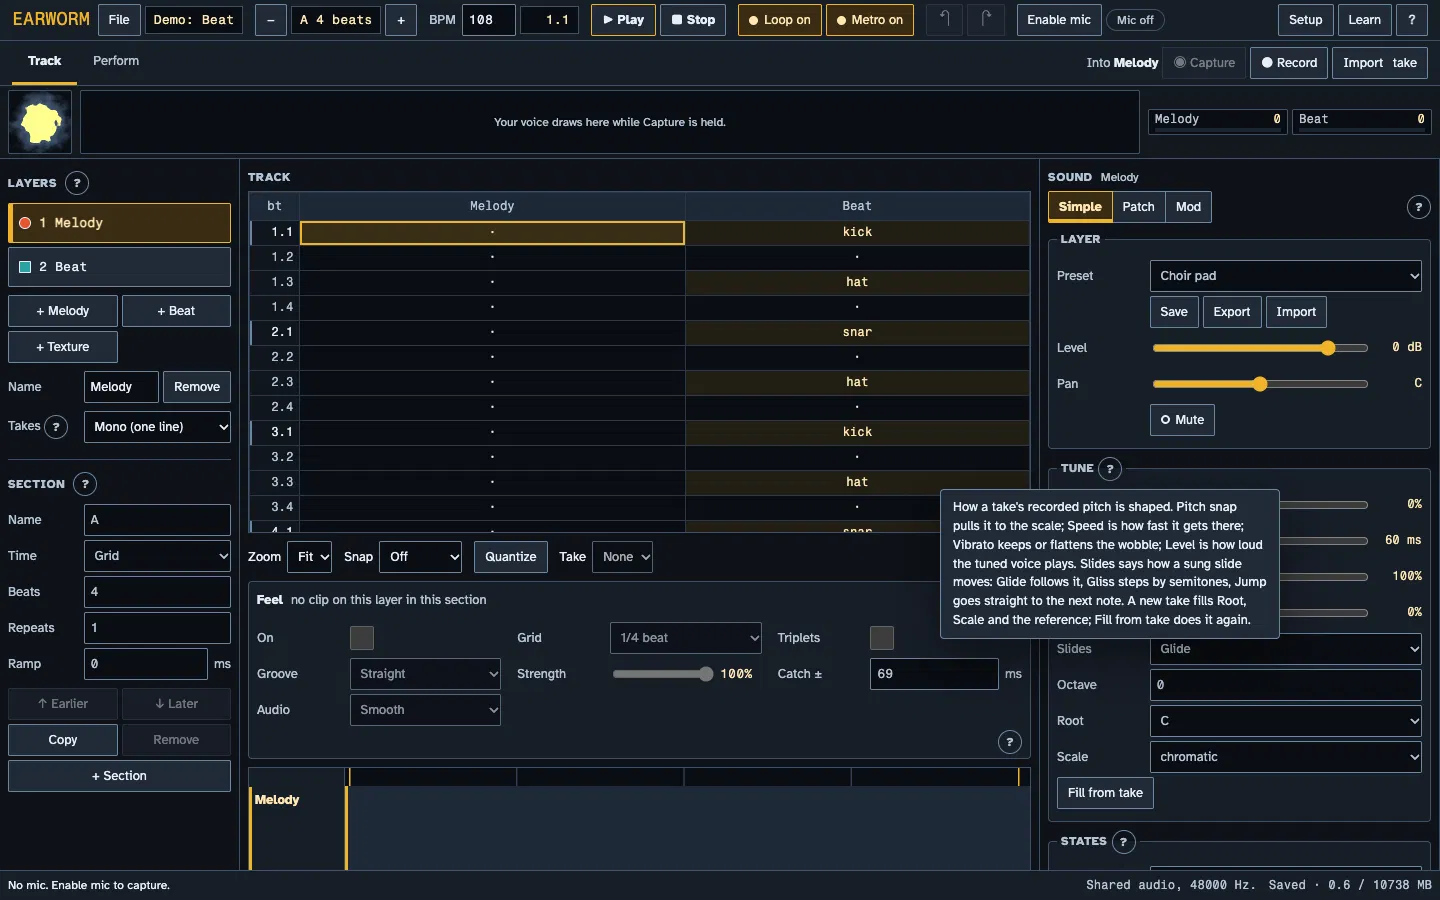 EARWORM File Demo: Beat − A 4 beats + BPM 108 1.1 Play Stop Loop on Metro on Enable mic Mic off Setup Learn ?
Track Perform Into Melody Capture Record Import take
Your voice draws here while Capture is held.
Melody 0 Beat 0
LAYERS ?
1 Melody
2 Beat
+ Melody + Beat
+ Texture
Name Melody Remove
Takes ? Mono (one line)
SECTION ?
Name A
Time Grid
Beats 4
Repeats 1
Ramp 0 ms
↑ Earlier ↓ Later
Copy Remove
+ Section
TRACK
bt Melody Beat
1.1 · kick
1.2 · ·
1.3 · hat
1.4 · ·
2.1 · snar
2.2 · ·
2.3 · hat
2.4 · ·
3.1 · kick
3.2 · ·
3.3 · hat
3.4 · ·
4.1 · snar
Zoom Fit Snap Off Quantize Take None
Feel no clip on this layer in this section
On Grid 1/4 beat Triplets
Groove Straight Strength 100% Catch ± 69 ms
Audio Smooth
?
Melody
SOUND Melody
Simple Patch Mod ?
LAYER
Preset Choir pad
Save Export Import
Level 0 dB
Pan C
Mute
TUNE ?
0%
60 ms
100%
0%
How a take's recorded pitch is shaped. Pitch snap
pulls it to the scale; Speed is how fast it gets there;
Vibrato keeps or flattens the wobble; Level is how loud
the tuned voice plays. Slides says how a sung slide
moves: Glide follows it, Gliss steps by semitones, Jump
goes straight to the next note. A new take fills Root,
Scale and the reference; Fill from take does it again.
Slides Glide
Octave 0
Root C
Scale chromatic
Fill from take
STATES ?
No mic. Enable mic to capture.
Shared audio, 48000 Hz. Saved · 0.6 / 10738 MB